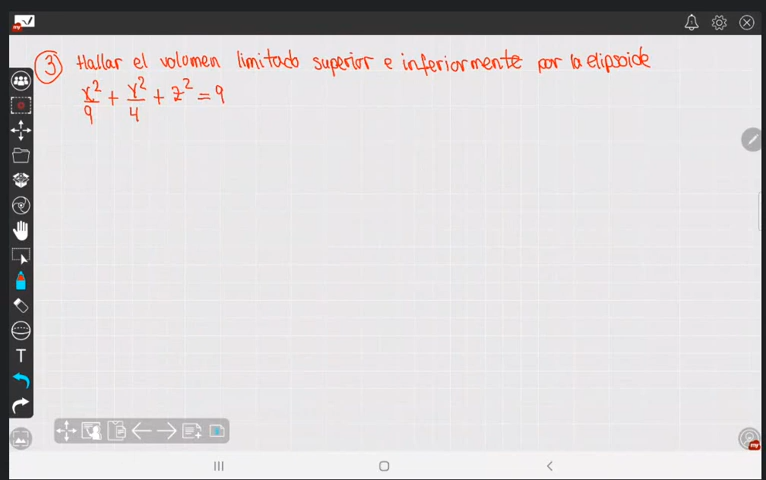 3 Hallar el volumen limitado superior e inferiormente por la elipsoide
x²/9 + y²/4 + z² = 9
T